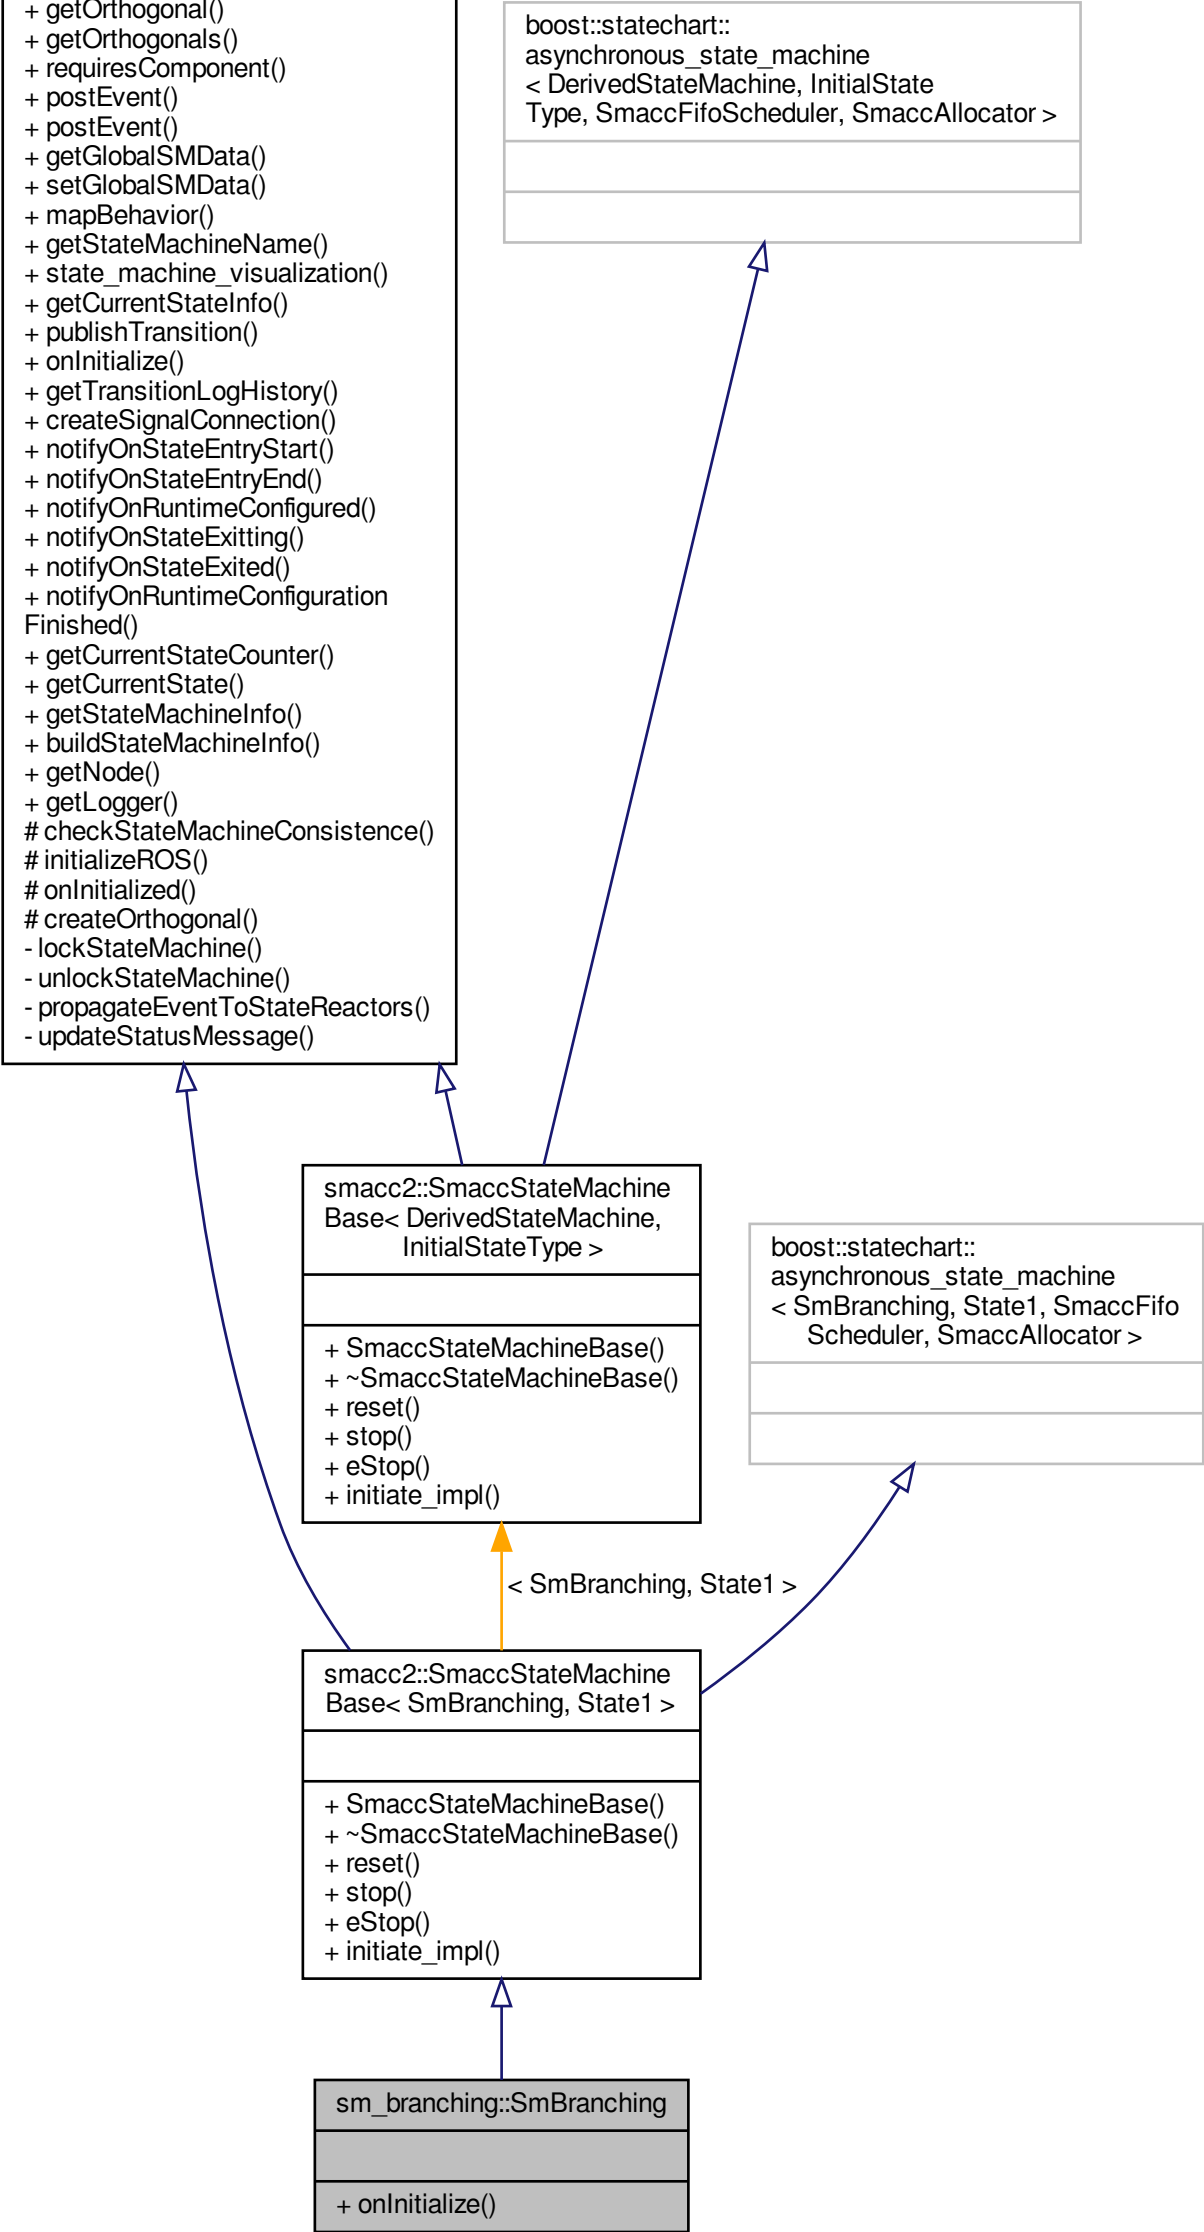 + getOrthogonal()
+ getOrthogonals()
+ requiresComponent()
+ postEvent()
+ postEvent()
+ getGlobalSMData()
+ setGlobalSMData()
+ mapBehavior()
+ getStateMachineName()
+ state_machine_visualization()
+ getCurrentStateInfo()
+ publishTransition()
+ onInitialize()
+ getTransitionLogHistory()
+ createSignalConnection()
+ notifyOnStateEntryStart()
+ notifyOnStateEntryEnd()
+ notifyOnRuntimeConfigured()
+ notifyOnStateExitting()
+ notifyOnStateExited()
+ notifyOnRuntimeConfiguration
Finished()
+ getCurrentStateCounter()
+ getCurrentState()
+ getStateMachineInfo()
+ buildStateMachineInfo()
+ getNode()
+ getLogger()
# checkStateMachineConsistence()
# initializeROS()
# onInitialized()
# createOrthogonal()
- lockStateMachine()
- unlockStateMachine()
- propagateEventToStateReactors()
- updateStatusMessage()
boost::statechart::
asynchronous_state_machine
< DerivedStateMachine, InitialState
Type, SmaccFifoScheduler, SmaccAllocator >
smacc2::SmaccStateMachine
Base< DerivedStateMachine,
InitialStateType >
+ SmaccStateMachineBase()
+ ~SmaccStateMachineBase()
+ reset()
+ stop()
+ eStop()
+ initiate_impl()
boost::statechart::
asynchronous_state_machine
< SmBranching, State1, SmaccFifo
Scheduler, SmaccAllocator >
< SmBranching, State1 >
smacc2::SmaccStateMachine
Base< SmBranching, State1 >
+ SmaccStateMachineBase()
+ ~SmaccStateMachineBase()
+ reset()
+ stop()
+ eStop()
+ initiate_impl()
sm_branching::SmBranching
+ onInitialize()